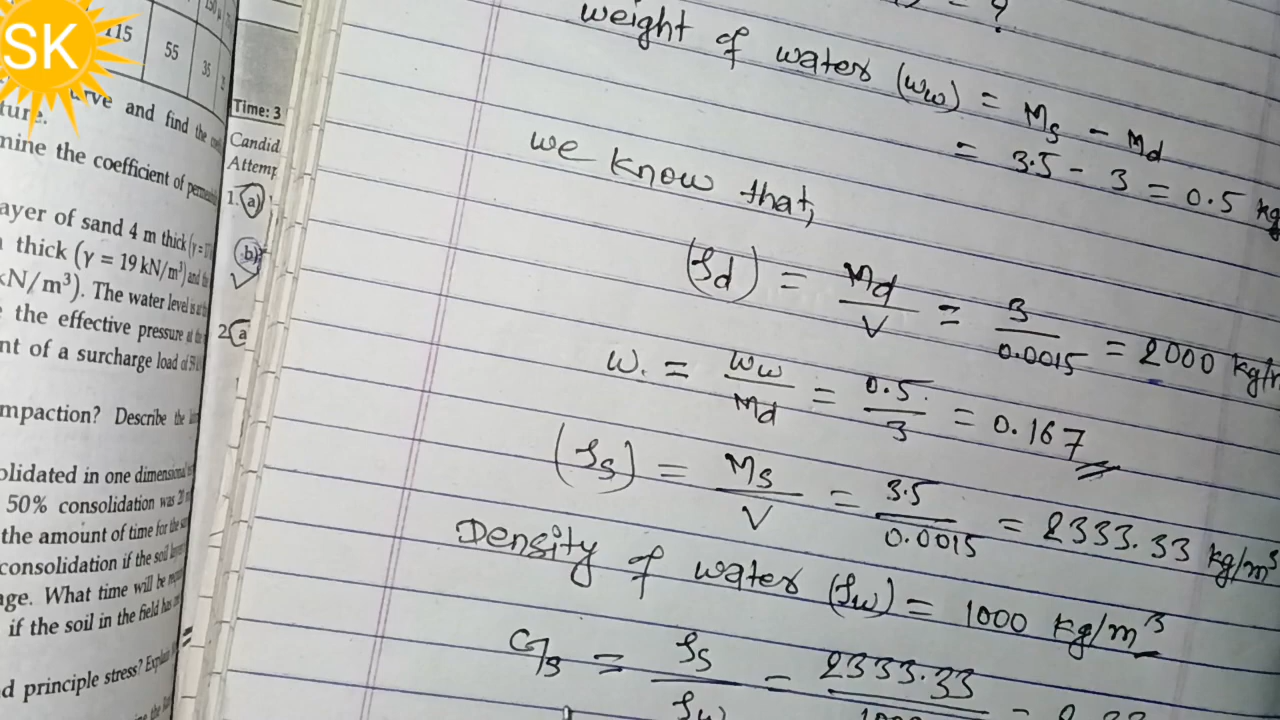 SK
115
55
35
curve and find the
ture.
mine the coefficient of
ayer of sand 4 m thick (γ =
thick (γ = 19 kN/m³) and
kN/m³). The water level is at
the effective pressure at
nt of a surcharge load of
mpaction? Describe the
olidated in one dimensional
50% consolidation was
the amount of time for the
consolidation if the soil
age. What time will be
if the soil in the field has
d principle stress?
Time: 3
Candid
Attemp
1. a)
b)
2. a
= ?
weight of water (ww) = Ms - Md
= 3.5 - 3 = 0.5 kg
we know that,
(ρd) = Md/V = 3/0.0015 = 2000 kg/m
w. = ww/Md = 0.5/3 = 0.167
(ρs) = Ms/V = 3.5/0.0015 = 2333.33 kg/m³
Density of water (ρw) = 1000 kg/m³
Gs = ρs/ρw = 2333.33/1000 =